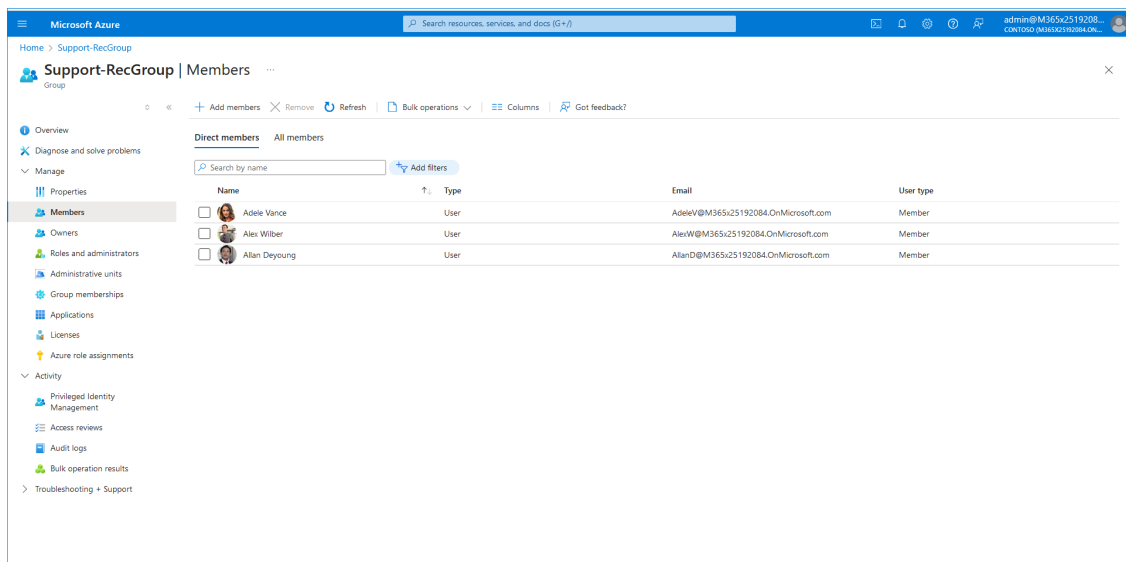 Microsoft Azure
Search resources, services, and docs (G+/)
admin@M365x2519208...
CONTOSO (M365X25192084.ON...
Home > Support-RecGroup
Support-RecGroup | Members ...
Group
Add members Remove Refresh Bulk operations Columns Got feedback?
Overview
Diagnose and solve problems
Manage
Properties
Members
Owners
Roles and administrators
Administrative units
Group memberships
Applications
Licenses
Azure role assignments
Activity
Privileged Identity
Management
Access reviews
Audit logs
Bulk operation results
Troubleshooting + Support
Direct members All members
Search by name Add filters
Name Type Email User type
Adele Vance User AdeleV@M365x25192084.OnMicrosoft.com Member
Alex Wilber User AlexW@M365x25192084.OnMicrosoft.com Member
Allan Deyoung User AllanD@M365x25192084.OnMicrosoft.com Member